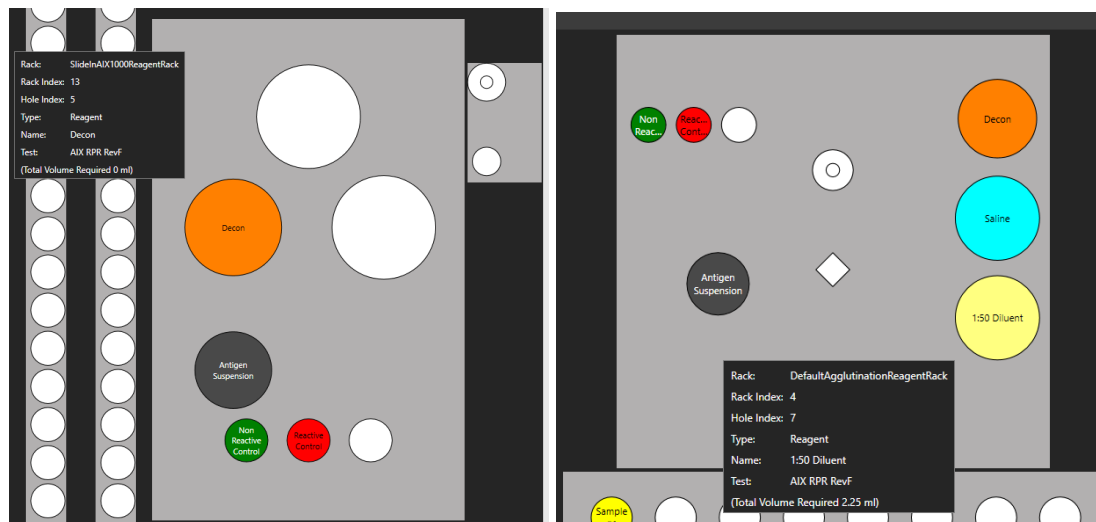 Rack: SlideInAIX1000ReagentRack
Rack Index: 13
Hole Index: 5
Type: Reagent
Name: Decon
Test: AIX RPR RevF
(Total Volume Required 0 ml)
Decon
Antigen
Suspension
Non
Reactive
Control
Reactive
Control
Non
Reac...
Reac...
Cont...
Decon
Saline
Antigen
Suspension
1:50 Diluent
Rack: DefaultAgglutinationReagentRack
Rack Index: 4
Hole Index: 7
Type: Reagent
Name: 1:50 Diluent
Test: AIX RPR RevF
(Total Volume Required 2.25 ml)
Sample